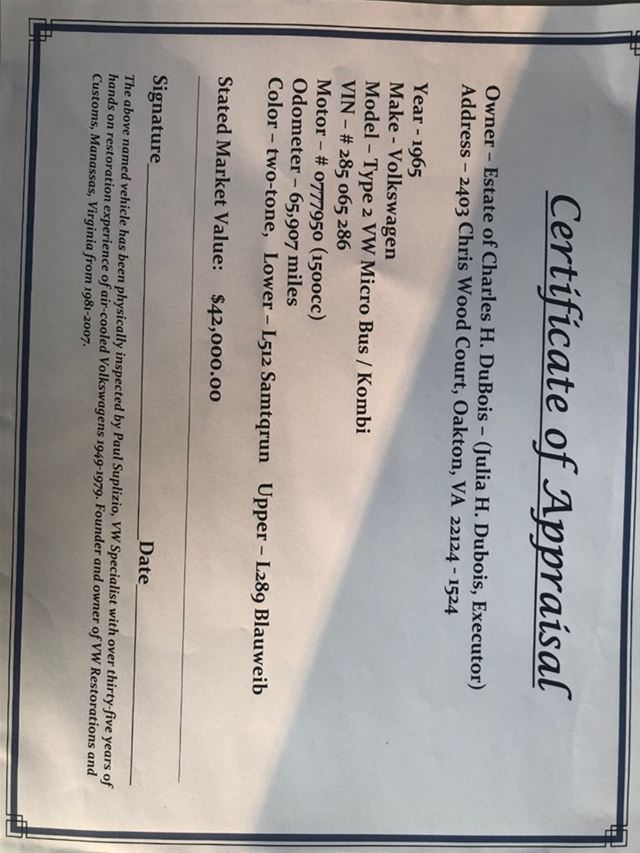 Certificate of Appraisal
Owner – Estate of Charles H. DuBois – (Julia H. Dubois, Executor)
Address – 2403 Chris Wood Court, Oakton, VA 22124 - 1524
Year - 1965
Make - Volkswagen
Model – Type 2 VW Micro Bus / Kombi
VIN – # 285 065 286
Motor – # 0777950 (1500cc)
Odometer – 65,907 miles
Color – two-tone, Lower – L512 Samtqrun Upper – L289 Blauweib
Stated Market Value: $42,000.00
Signature Date
The above named vehicle has been physically inspected by Paul Suplizio, VW Specialist with over thirty-five years of
hands on restoration experience of air-cooled Volkswagens 1949-1979. Founder and owner of VW Restorations and
Customs, Manassas, Virginia from 1981-2007.